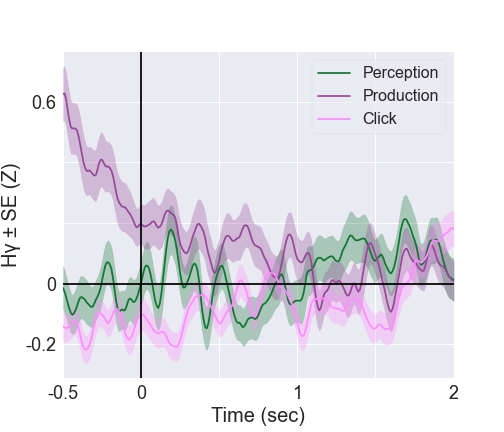 Perception
Production
Click
Hγ ± SE (Z)
0.6
0
-0.2
-0.5
0
1
2
Time (sec)